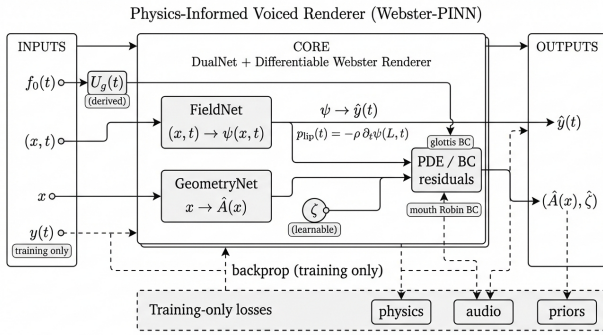 Physics-Informed Voiced Renderer (Webster-PINN)
INPUTS
CORE
DualNet + Differentiable Webster Renderer
OUTPUTS
f₀(t)
U_g(t)
(derived)
(x, t)
x
y(t)
training only
FieldNet
(x, t) → ψ(x, t)
GeometryNet
x → Â(x)
ζ
(learnable)
ψ → ŷ(t)
p_lip(t) = −ρ ∂ₜψ(L, t)
glottis BC
PDE / BC
residuals
mouth Robin BC
ŷ(t)
(Â(x), ζ̂)
backprop (training only)
Training-only losses
physics
audio
priors